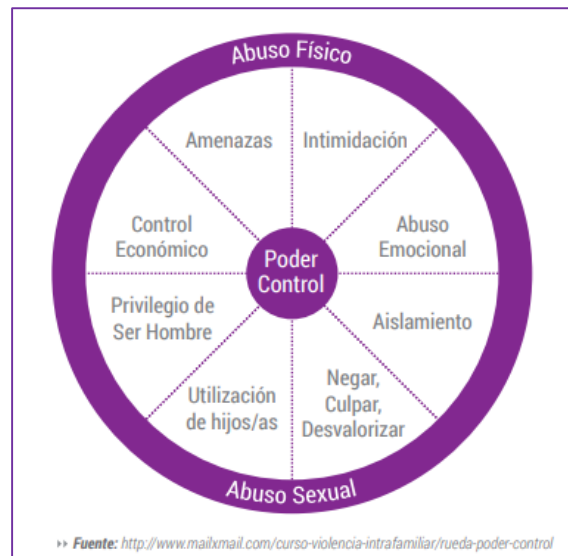 Abuso Físico
Amenazas
Intimidación
Control
Económico
Abuso
Emocional
Poder
Control
Privilegio de
Ser Hombre
Aislamiento
Utilización
de hijos/as
Negar,
Culpar,
Desvalorizar
Abuso Sexual
›› Fuente: http://www.mailxmail.com/curso-violencia-intrafamiliar/rueda-poder-control